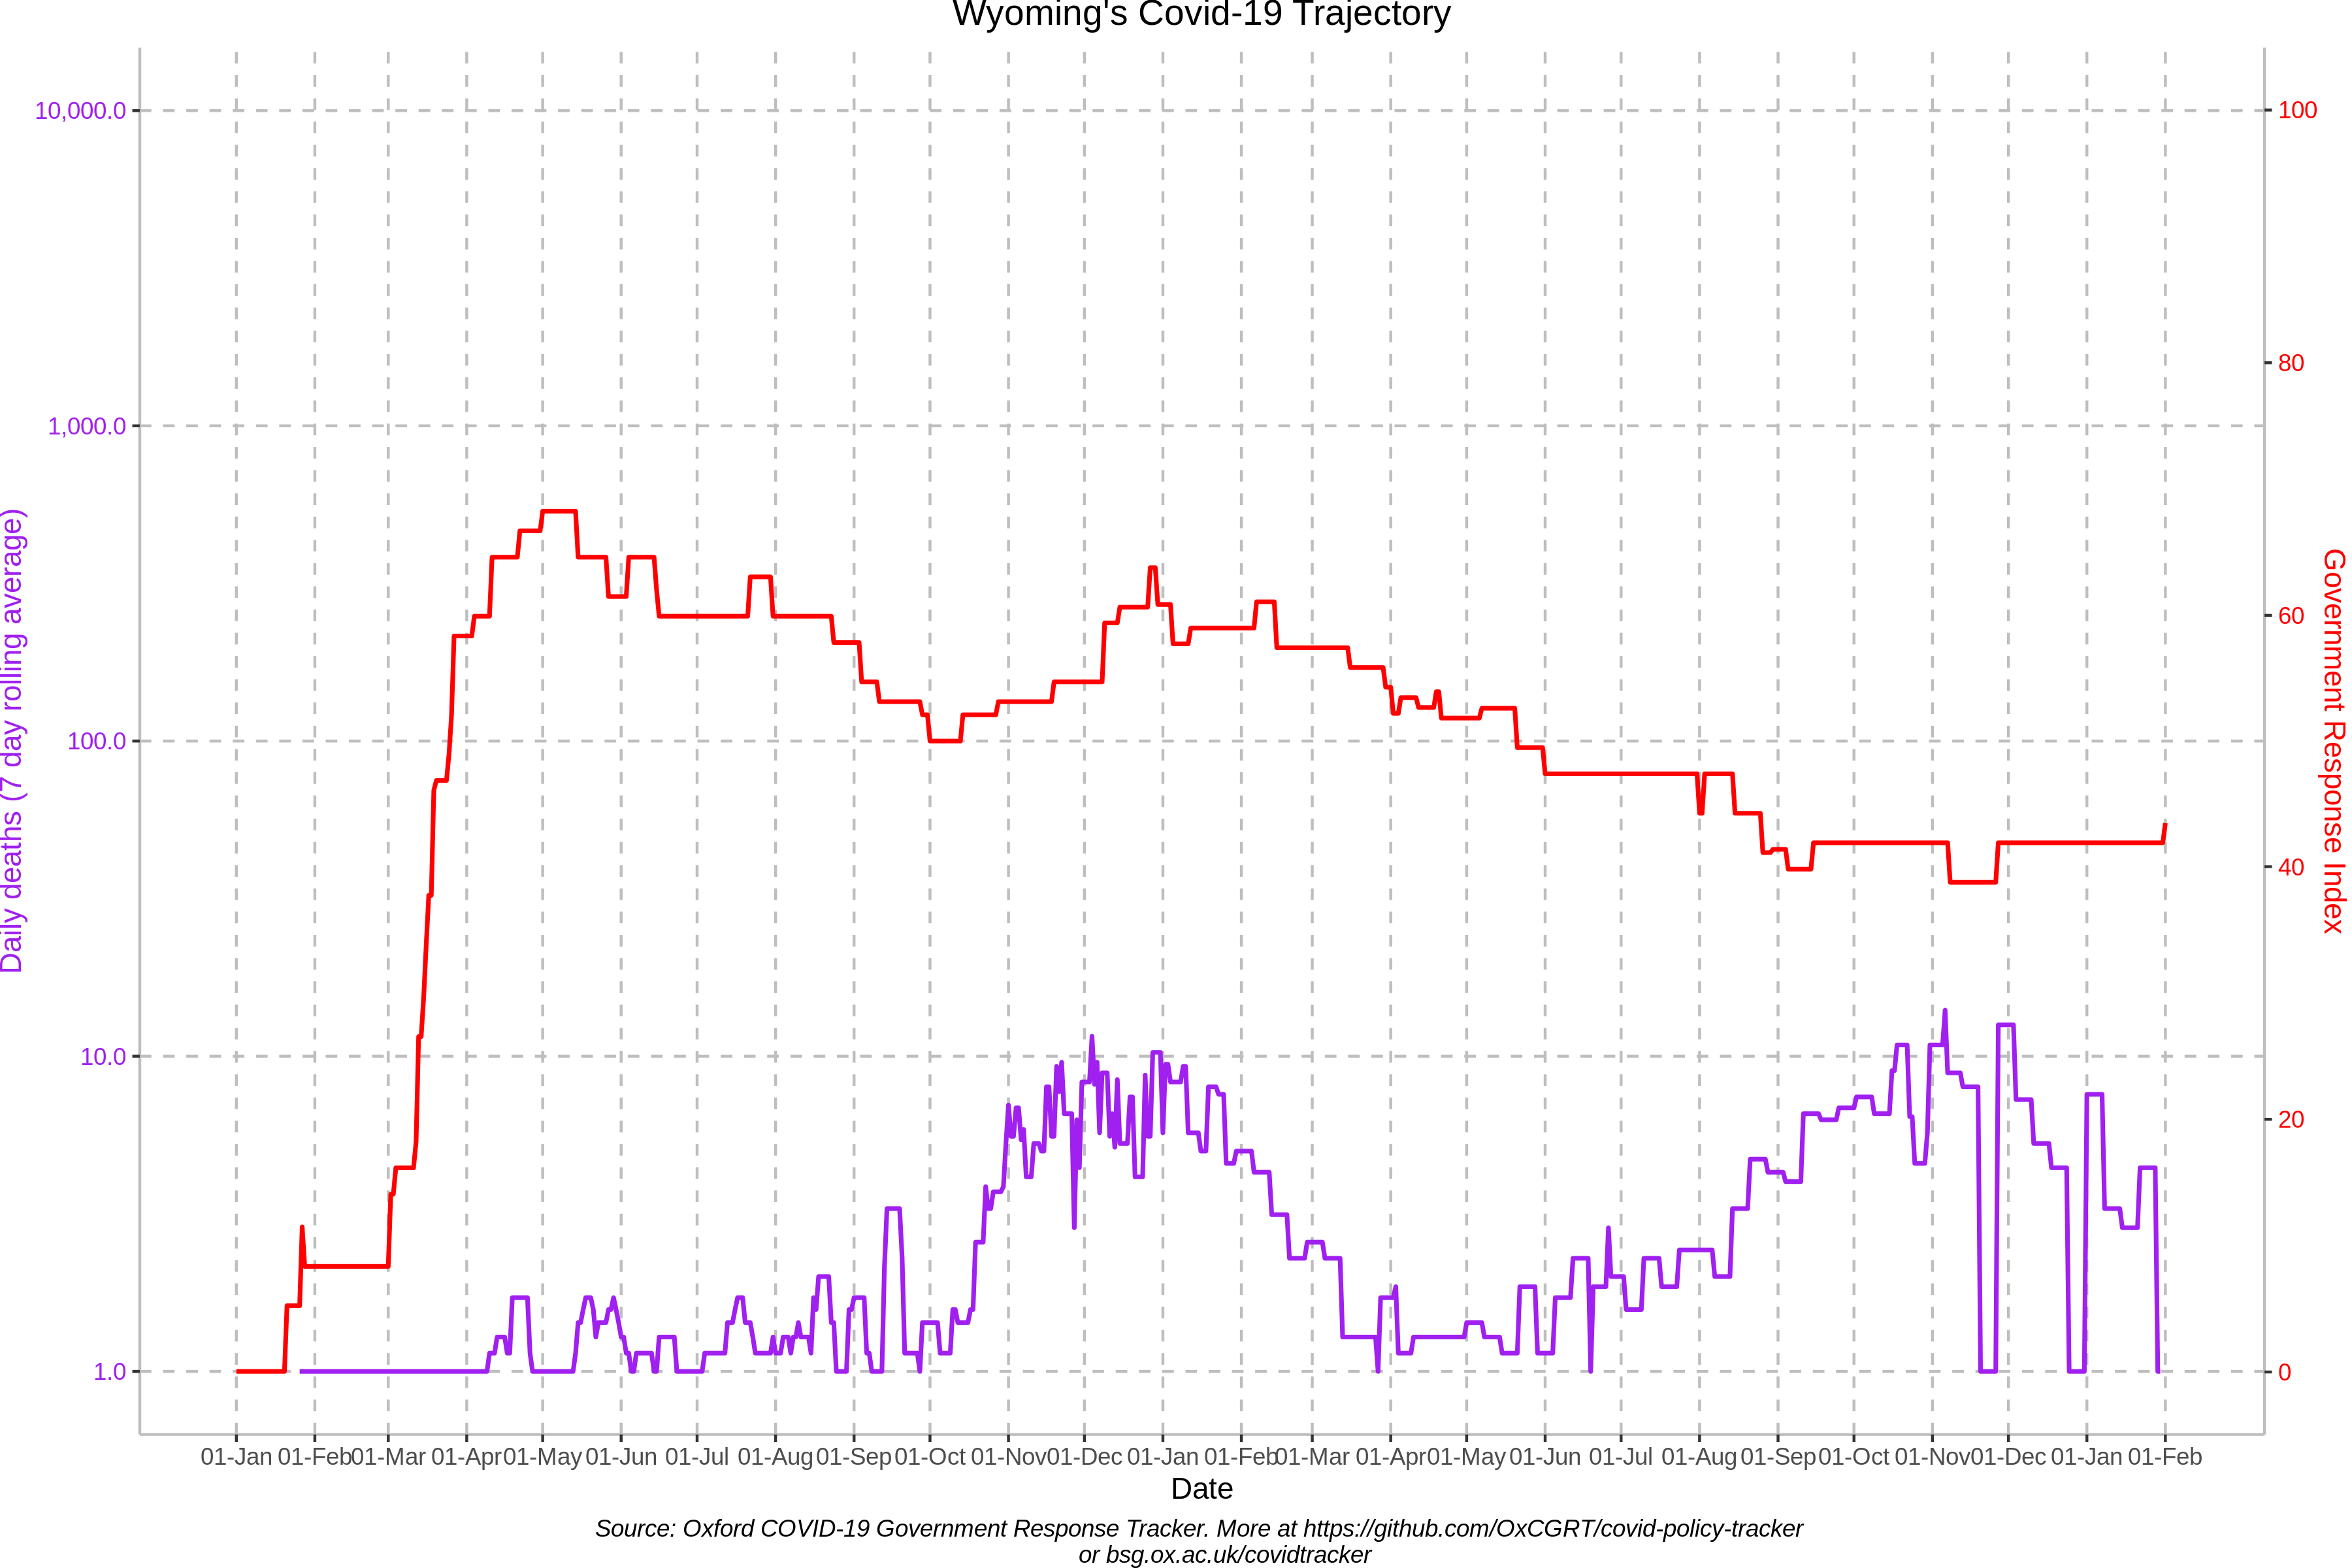 Wyoming's Covid-19 Trajectory
10,000.0
1,000.0
100.0
10.0
1.0
Daily deaths (7 day rolling average)
100
80
60
40
20
0
Government Response Index
01-Jan 01-Feb 01-Mar 01-Apr 01-May 01-Jun 01-Jul 01-Aug 01-Sep 01-Oct 01-Nov 01-Dec 01-Jan 01-Feb 01-Mar 01-Apr 01-May 01-Jun 01-Jul 01-Aug 01-Sep 01-Oct 01-Nov 01-Dec 01-Jan 01-Feb
Date
Source: Oxford COVID-19 Government Response Tracker. More at https://github.com/OxCGRT/covid-policy-tracker
or bsg.ox.ac.uk/covidtracker